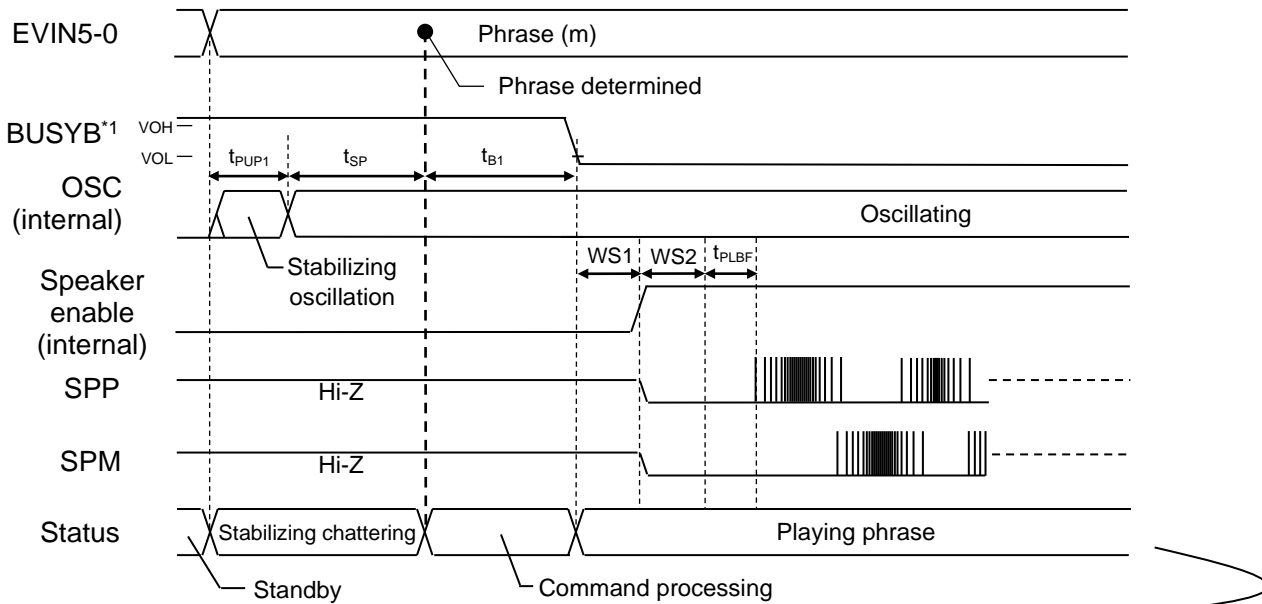 EVIN5-0
Phrase (m)
Phrase determined
BUSYB*1
VOH
VOL
tPUP1
tSP
tB1
OSC
(internal)
Oscillating
Stabilizing
oscillation
WS1
WS2
tPLBF
Speaker
enable
(internal)
SPP
Hi-Z
SPM
Hi-Z
Status
Stabilizing chattering
Playing phrase
Standby
Command processing